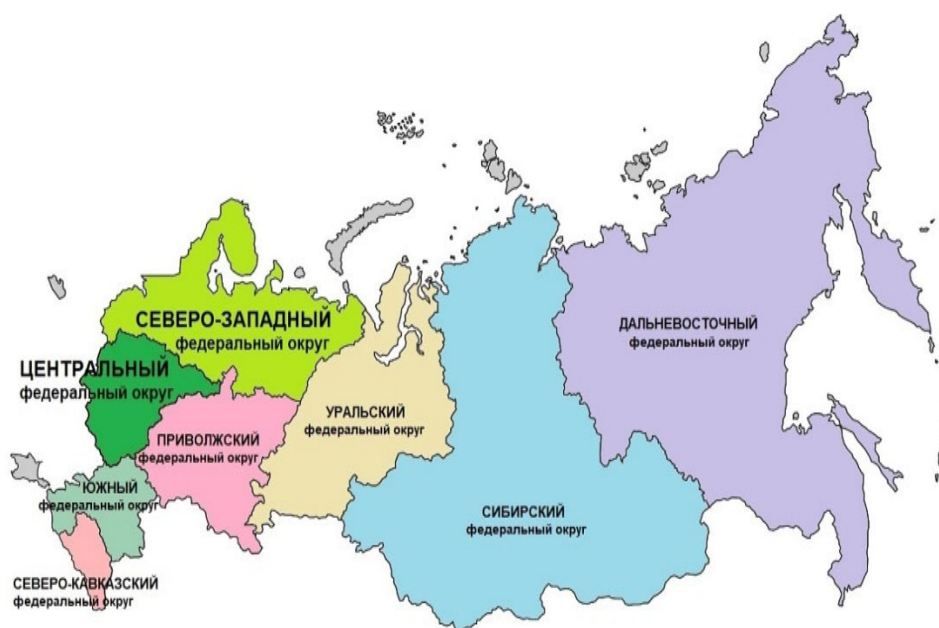 СЕВЕРО-ЗАПАДНЫЙ
федеральный округ
ЦЕНТРАЛЬНЫЙ
федеральный округ
ПРИВОЛЖСКИЙ
федеральный округ
ЮЖНЫЙ
федеральный округ
СЕВЕРО-КАВКАЗСКИЙ
федеральный округ
УРАЛЬСКИЙ
федеральный округ
СИБИРСКИЙ
федеральный округ
ДАЛЬНЕВОСТОЧНЫЙ
федеральный округ